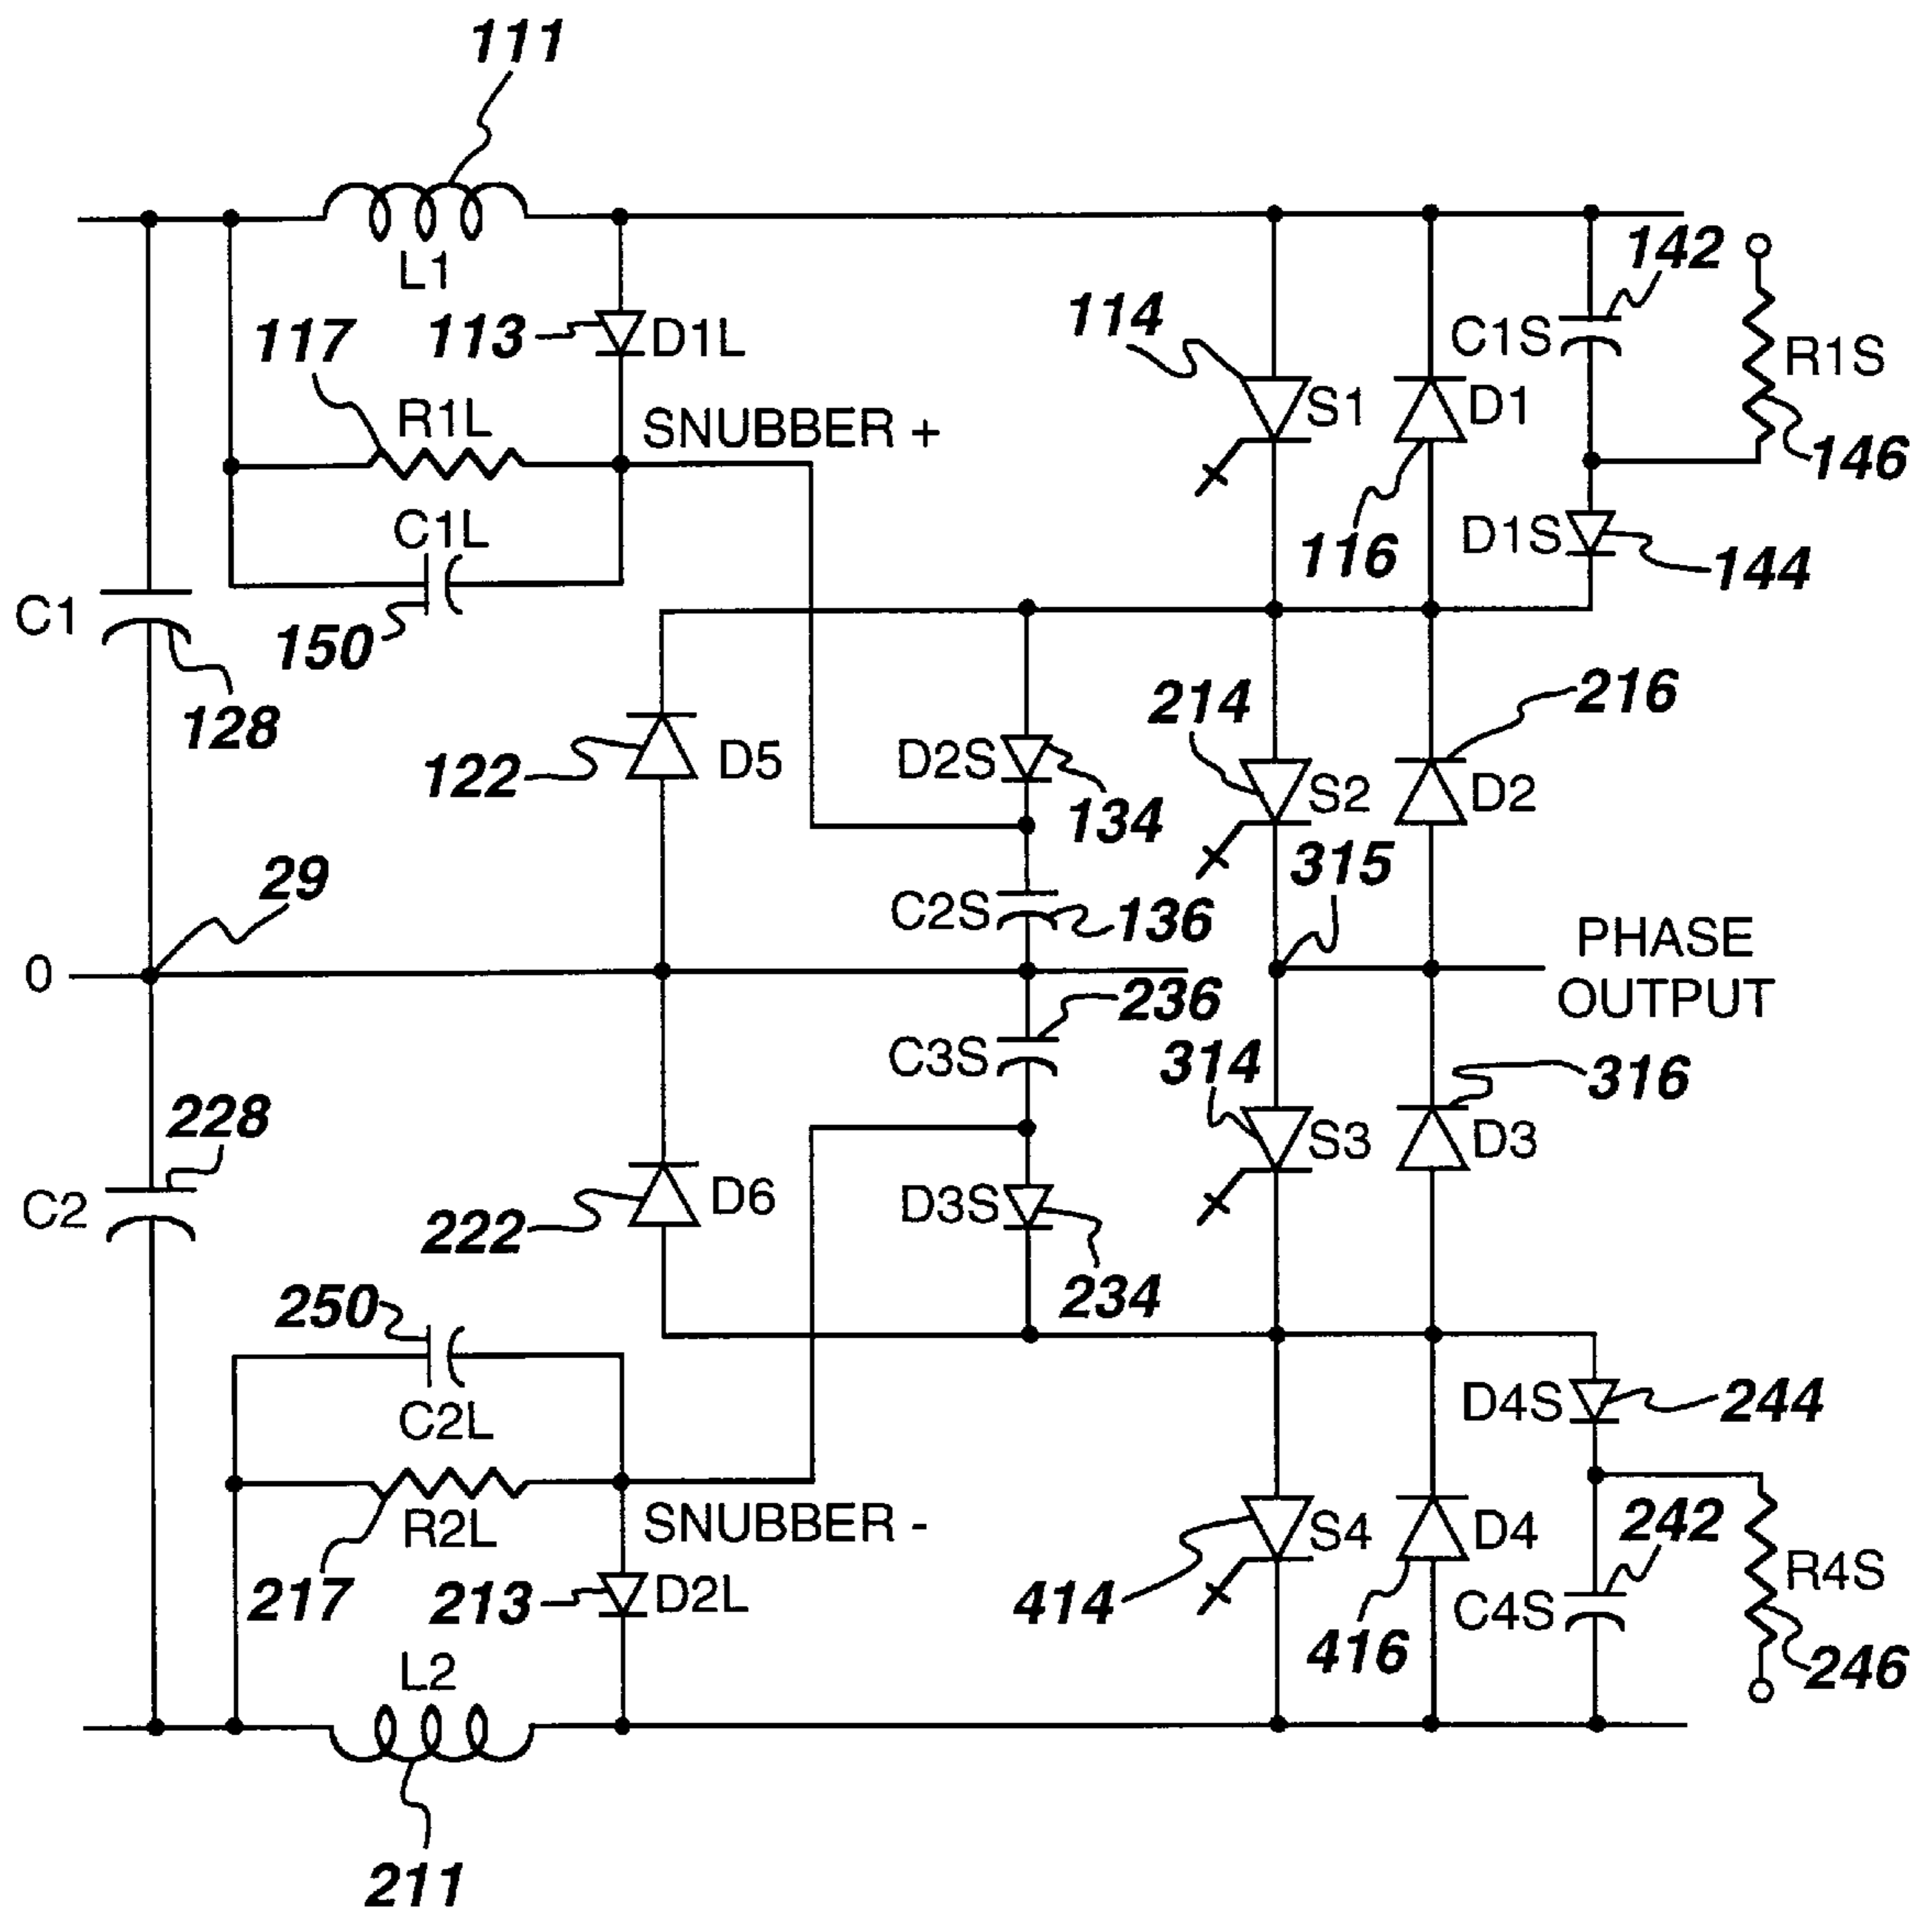 111
L1
142
117
113
D1L
114
C1S
R1S
R1L
SNUBBER +
S1
D1
146
C1L
116
D1S
144
C1
150
128
122
D5
D2S
134
214
S2
216
D2
29
C2S
136
315
PHASE
OUTPUT
0
236
C3S
314
S3
316
D3
228
C2
222
D6
D3S
234
250
C2L
D4S
244
R2L
SNUBBER -
217
213
D2L
414
S4
D4
242
C4S
R4S
416
246
L2
211